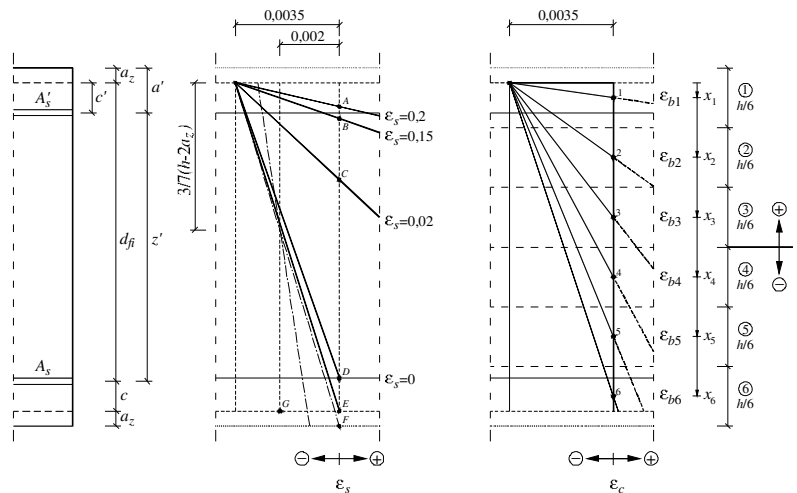 0,0035
0,002
0,0035
a_z
c'
a'
A'_s
d_fi
z'
A_s
c
a_z
3/7(h-2a_z)
A
B
C
D
E
F
G
ε_s=0,2
ε_s=0,15
ε_s=0,02
ε_s=0
⊖ ⊕
ε_s
1
2
3
4
5
6
ε_b1 x_1 ① h/6
ε_b2 x_2 ② h/6
ε_b3 x_3 ③ h/6
ε_b4 x_4 ④ h/6
ε_b5 x_5 ⑤ h/6
ε_b6 x_6 ⑥ h/6
⊕
⊖
⊖ ⊕
ε_c